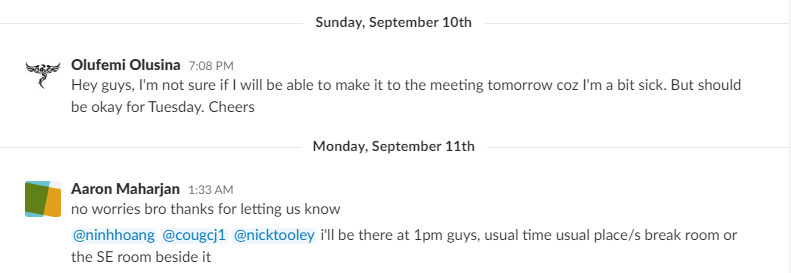 Sunday, September 10th
Olufemi Olusina 7:08 PM
Hey guys, I'm not sure if I will be able to make it to the meeting tomorrow coz I'm a bit sick. But should
be okay for Tuesday. Cheers
Monday, September 11th
Aaron Maharjan 1:33 AM
no worries bro thanks for letting us know
@ninhhoang @cougcj1 @nicktooley i'll be there at 1pm guys, usual time usual place/s break room or
the SE room beside it